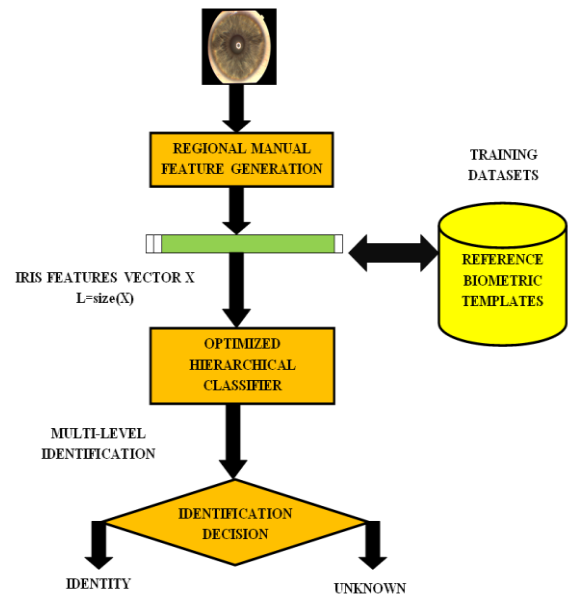 REGIONAL MANUAL
FEATURE GENERATION
TRAINING
DATASETS
REFERENCE
BIOMETRIC
TEMPLATES
IRIS FEATURES VECTOR X
L=size(X)
OPTIMIZED
HIERARCHICAL
CLASSIFIER
MULTI-LEVEL
IDENTIFICATION
IDENTIFICATION
DECISION
IDENTITY
UNKNOWN